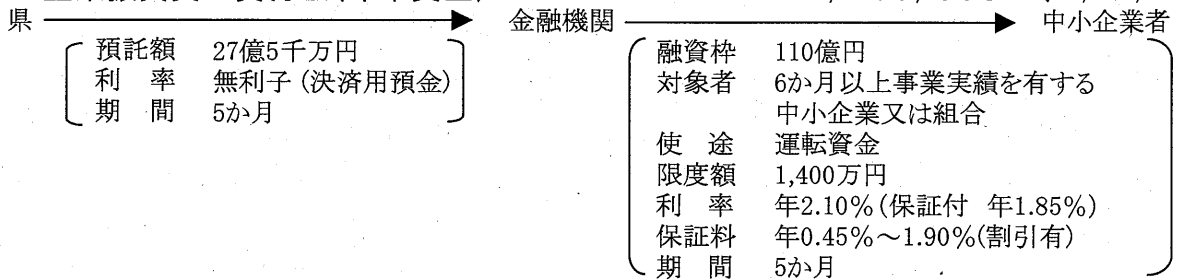 県 金融機関 中小企業者
預託額 27億5千万円
利率 無利子(決済用預金)
期間 5か月
融資枠 110億円
対象者 6か月以上事業実績を有する
中小企業又は組合
使途 運転資金
限度額 1,400万円
利率 年2.10%(保証付 年1.85%)
保証料 年0.45%~1.90%(割引有)
期間 5か月